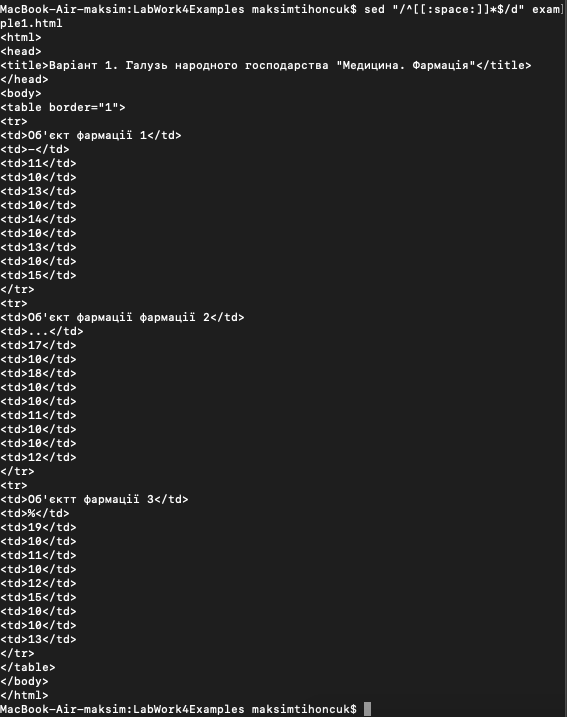 MacBook-Air-maksim:LabWork4Examples maksimtihoncuk$ sed "/^[[:space:]]*$/d" exam
ple1.html
<html>
<head>
<title>Варіант 1. Галузь народного господарства "Медицина. Фармація"</title>
</head>
<body>
<table border="1">
<tr>
<td>Об'єкт фармації 1</td>
<td>-</td>
<td>11</td>
<td>10</td>
<td>13</td>
<td>10</td>
<td>14</td>
<td>10</td>
<td>13</td>
<td>10</td>
<td>15</td>
</tr>
<tr>
<td>Об'єкт фармації фармації 2</td>
<td>...</td>
<td>17</td>
<td>10</td>
<td>18</td>
<td>10</td>
<td>10</td>
<td>11</td>
<td>10</td>
<td>10</td>
<td>12</td>
</tr>
<tr>
<td>Об'єктт фармації 3</td>
<td>%</td>
<td>19</td>
<td>10</td>
<td>11</td>
<td>10</td>
<td>12</td>
<td>15</td>
<td>10</td>
<td>10</td>
<td>13</td>
</tr>
</table>
</body>
</html>
MacBook-Air-maksim:LabWork4Examples maksimtihoncuk$